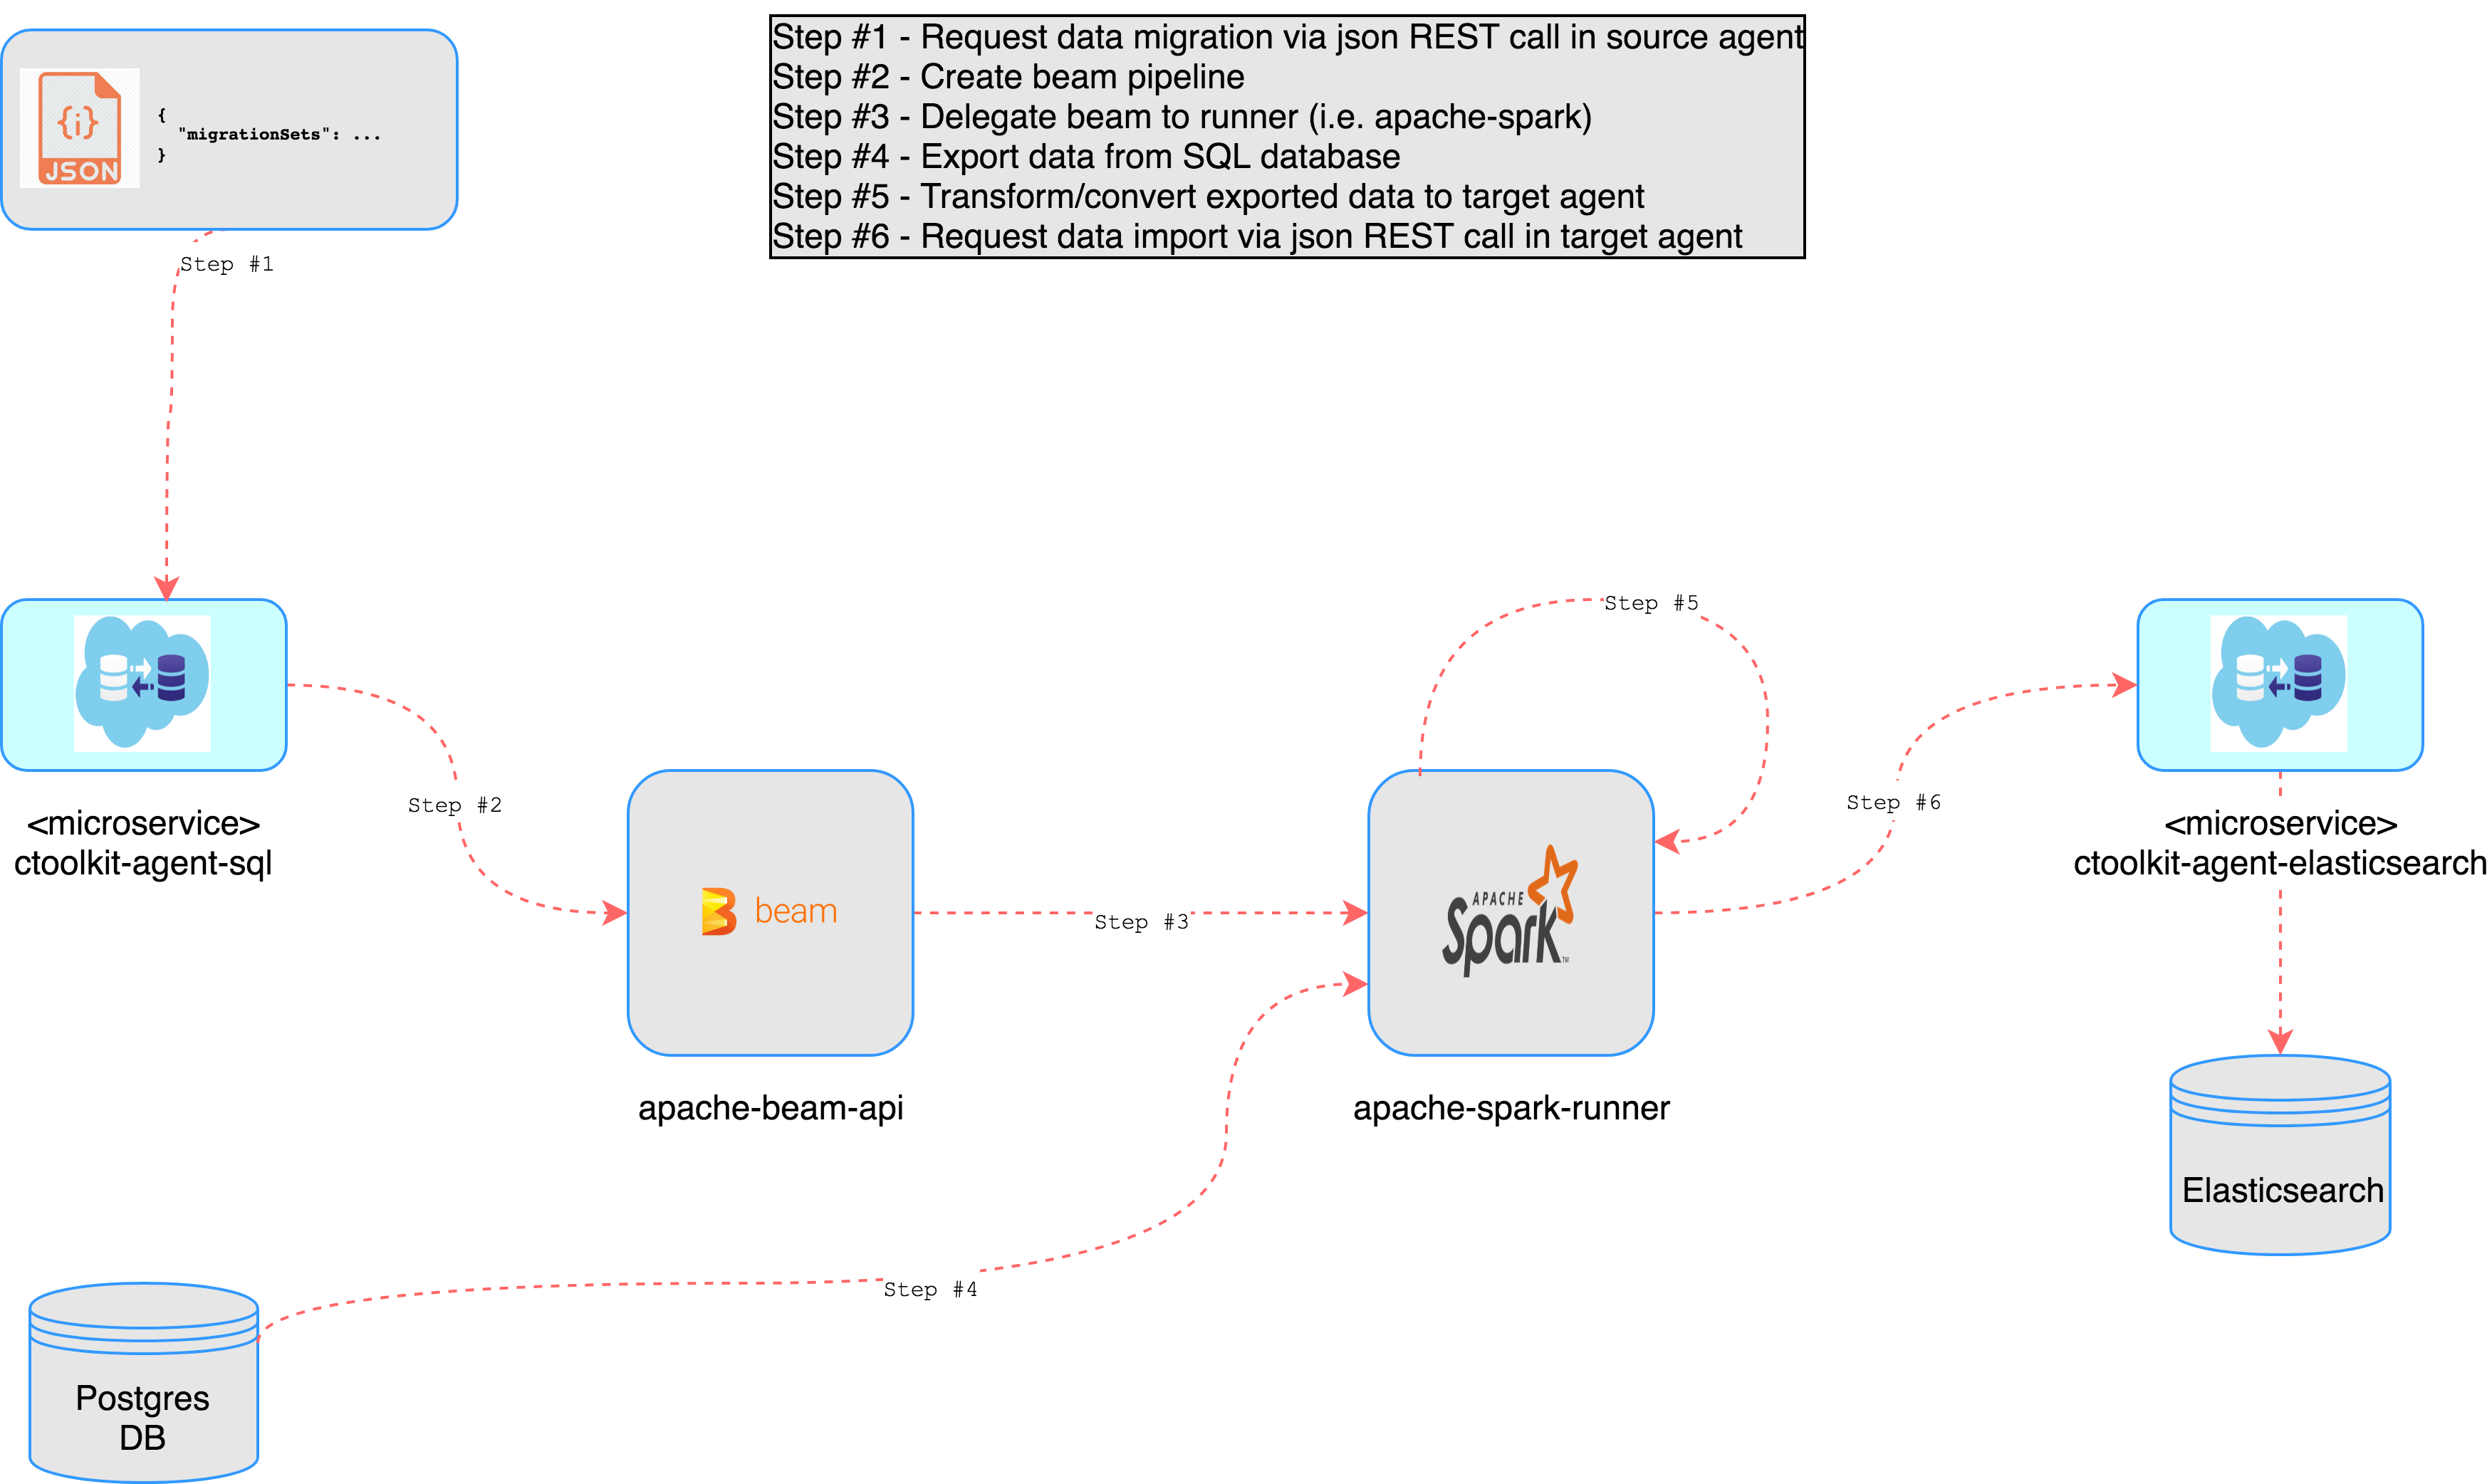 Step #1 - Request data migration via json REST call in source agent
Step #2 - Create beam pipeline
Step #3 - Delegate beam to runner (i.e. apache-spark)
Step #4 - Export data from SQL database
Step #5 - Transform/convert exported data to target agent
Step #6 - Request data import via json REST call in target agent
{i}
JSON
{
"migrationSets": ...
}
Step #1
<microservice>
ctoolkit-agent-sql
Step #2
beam
apache-beam-api
Step #3
Step #5
APACHE
Spark™
apache-spark-runner
Step #6
<microservice>
ctoolkit-agent-elasticsearch
Elasticsearch
Step #4
Postgres
DB